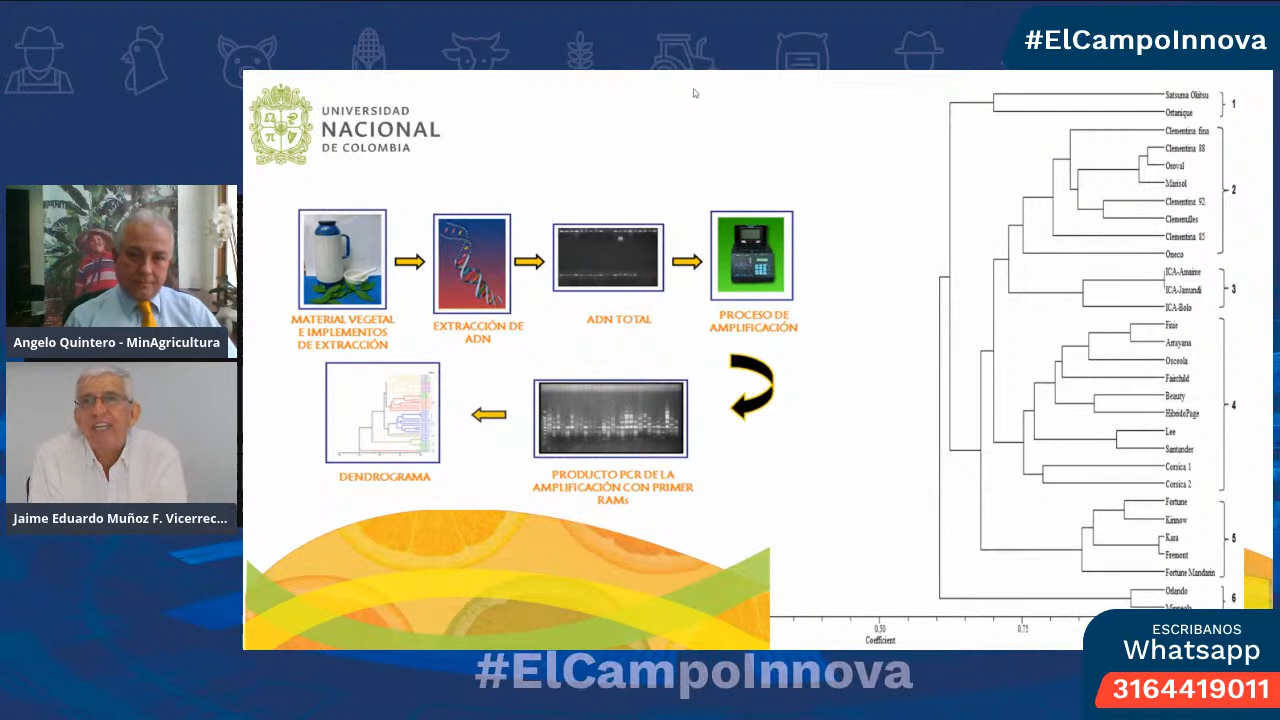 #ElCampoInnova
UNIVERSIDAD
NACIONAL
DE COLOMBIA
Angelo Quintero - MinAgricultura
Jaime Eduardo Muñoz F. Vicerrec...
MATERIAL VEGETAL
E IMPLEMENTOS
DE EXTRACCIÓN
EXTRACCIÓN DE
ADN
ADN TOTAL
PROCESO DE
AMPLIFICACIÓN
DENDROGRAMA
PRODUCTO PCR DE LA
AMPLIFICACIÓN CON PRIMER
RAMs
Satsuma Okitsu
Ortanique
1
Clementina fina
Clementina 88
Osoval
Marisol
Clementina 92
Clemenulles
Clementina 85
Oneco
2
ICA-Amaime
ICA-Jamundi
ICA-Bolo
3
Arrayana
Osceola
Fairchild
Beauty
HibridoPage
Lee
Santander
Corsica 1
Corsica 2
4
Fortune
Kinnow
Kara
Fremont
Fortune Mandarin
5
Orlando
Minneola
6
0.50
0.75
Coefficient
#ElCampoInnova
ESCRIBANOS
Whatsapp
3164419011